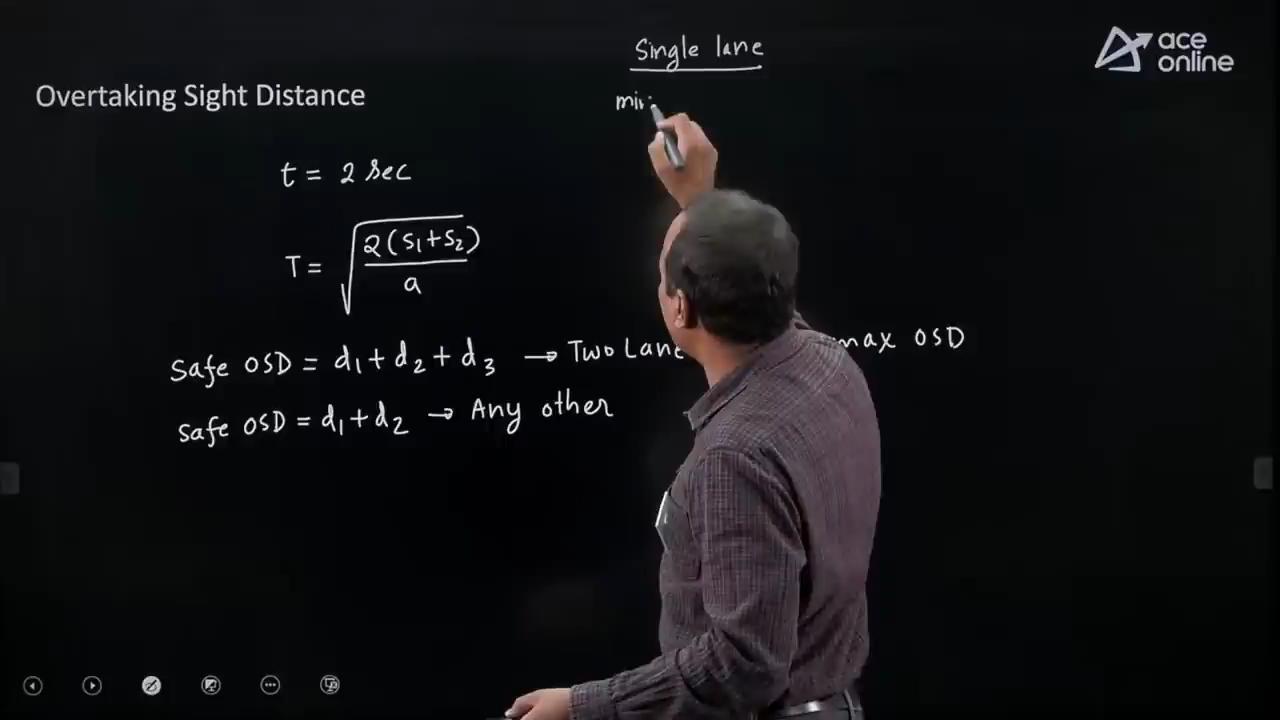 Single lane
ace
online
Overtaking Sight Distance
t = 2 sec
T = √(2(S₁+S₂)/a)
Safe OSD = d₁ + d₂ + d₃ → Two Lane max OSD
Safe OSD = d₁ + d₂ → Any other